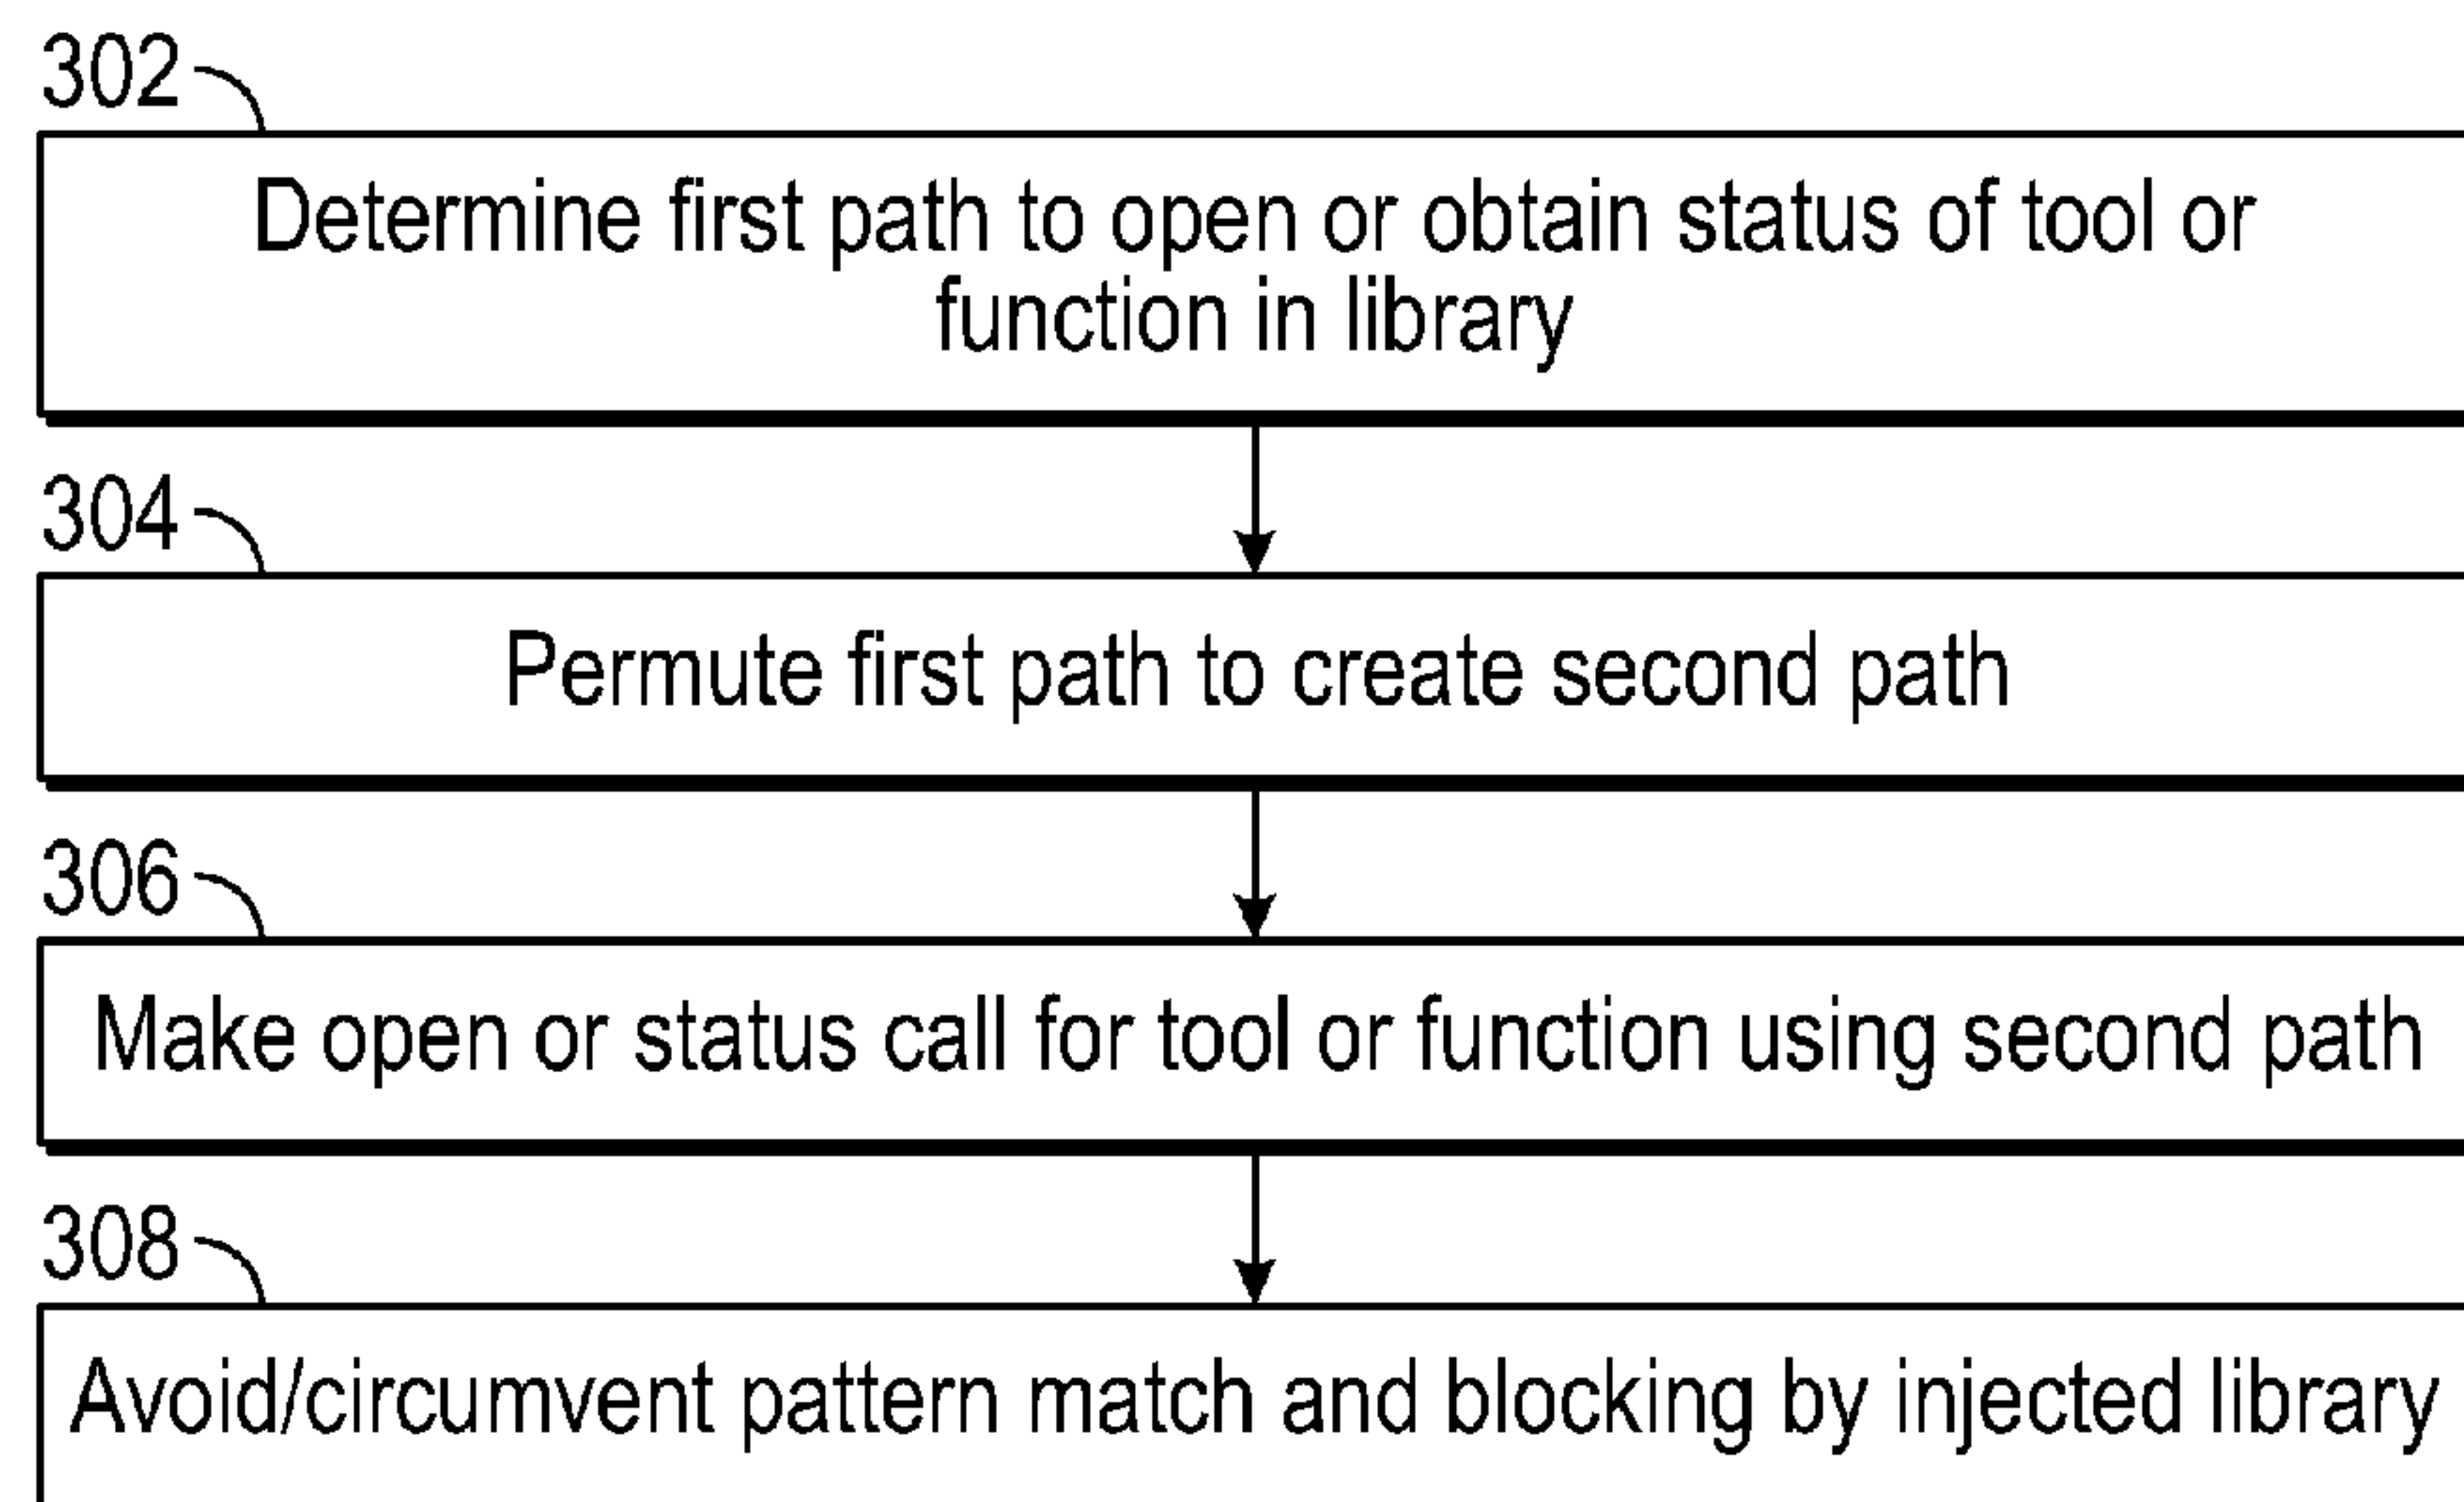 302
Determine first path to open or obtain status of tool or
function in library
304
Permute first path to create second path
306
Make open or status call for tool or function using second path
308
Avoid/circumvent pattern match and blocking by injected library